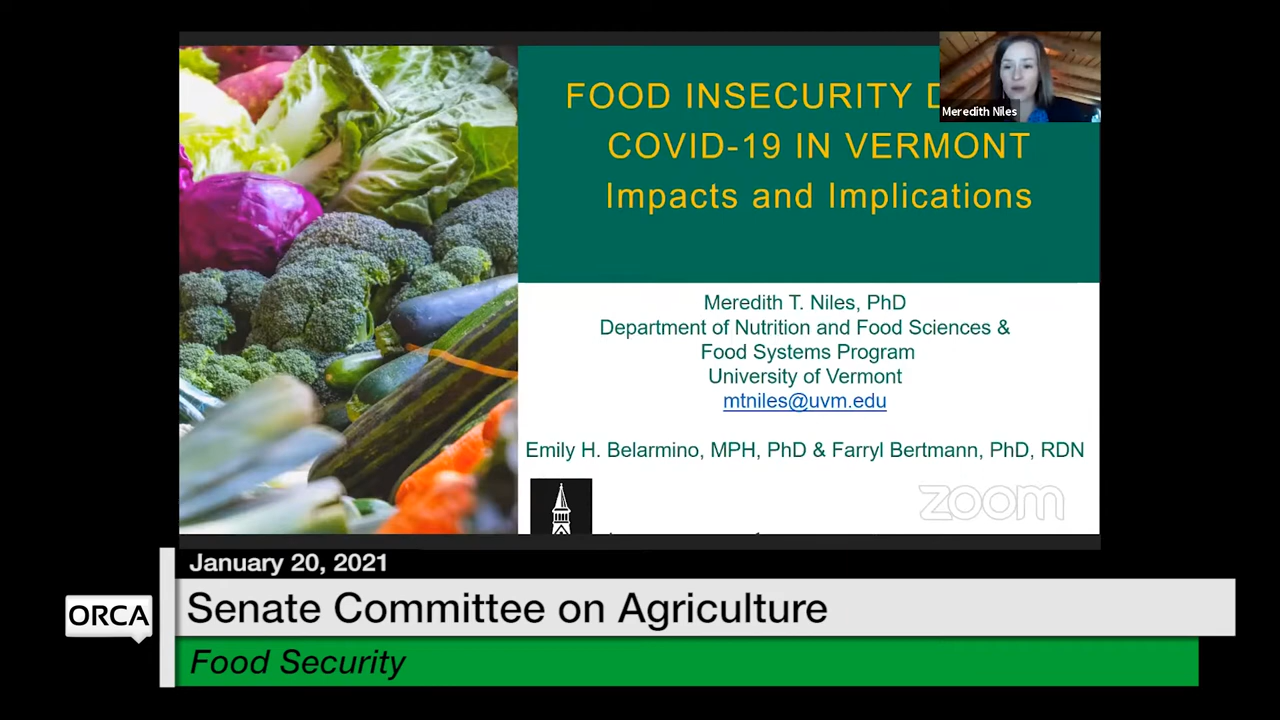 FOOD INSECURITY
COVID-19 IN VERMONT
Impacts and Implications
Meredith Niles
Meredith T. Niles, PhD
Department of Nutrition and Food Sciences &
Food Systems Program
University of Vermont
mtniles@uvm.edu
Emily H. Belarmino, MPH, PhD & Farryl Bertmann, PhD, RDN
zoom
January 20, 2021
ORCA
Senate Committee on Agriculture
Food Security